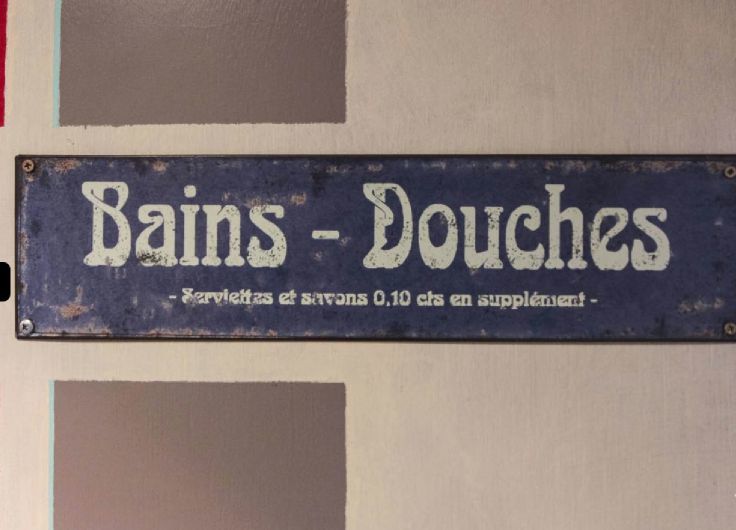 Bains - Douches
- Serviettes et savons 0,10 cts en supplément -